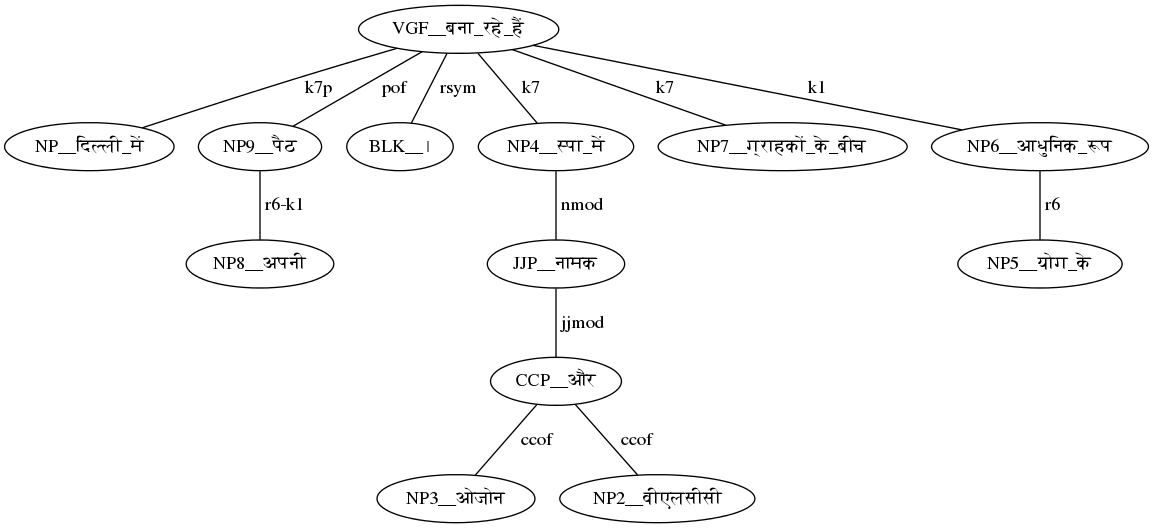 VGF__बना_रहे_हैं
k7p
pof
rsym
k7
k7
k1
NP__दिल्ली_में
NP9__पैठ
BLK__।
NP4__स्पा_में
NP7__ग्राहकों_के_बीच
NP6__आधुनिक_रूप
r6-k1
nmod
r6
NP8__अपनी
JJP__नामक
NP5__योग_के
jjmod
CCP__और
ccof
ccof
NP3__ओजोन
NP2__वीएलसीसी